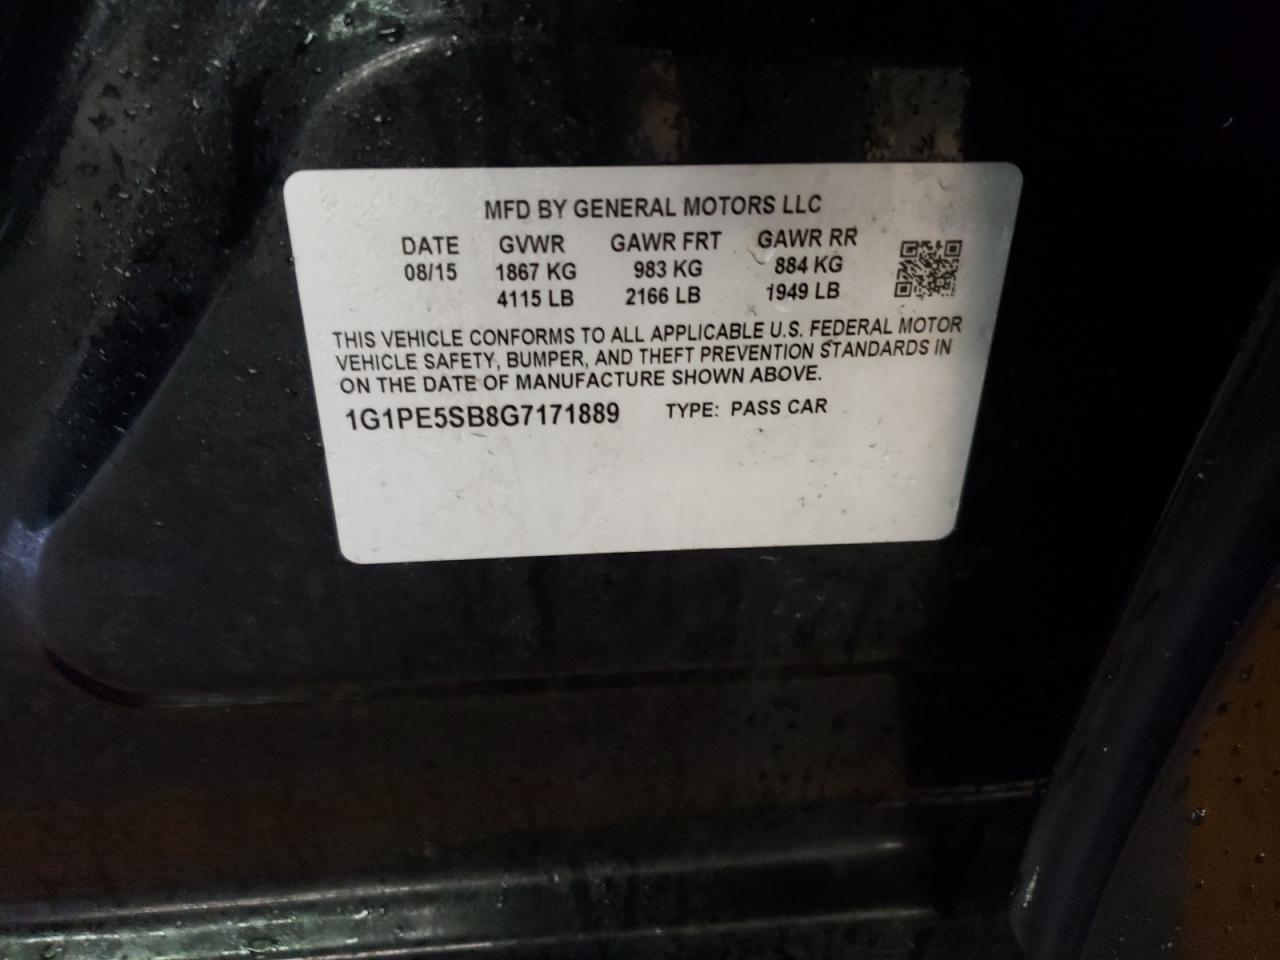 MFD BY GENERAL MOTORS LLC
DATE GVWR GAWR FRT GAWR RR
08/15 1867 KG 983 KG 884 KG
4115 LB 2166 LB 1949 LB
THIS VEHICLE CONFORMS TO ALL APPLICABLE U.S. FEDERAL MOTOR
VEHICLE SAFETY, BUMPER, AND THEFT PREVENTION STANDARDS IN
ON THE DATE OF MANUFACTURE SHOWN ABOVE.
1G1PE5SB8G7171889 TYPE: PASS CAR